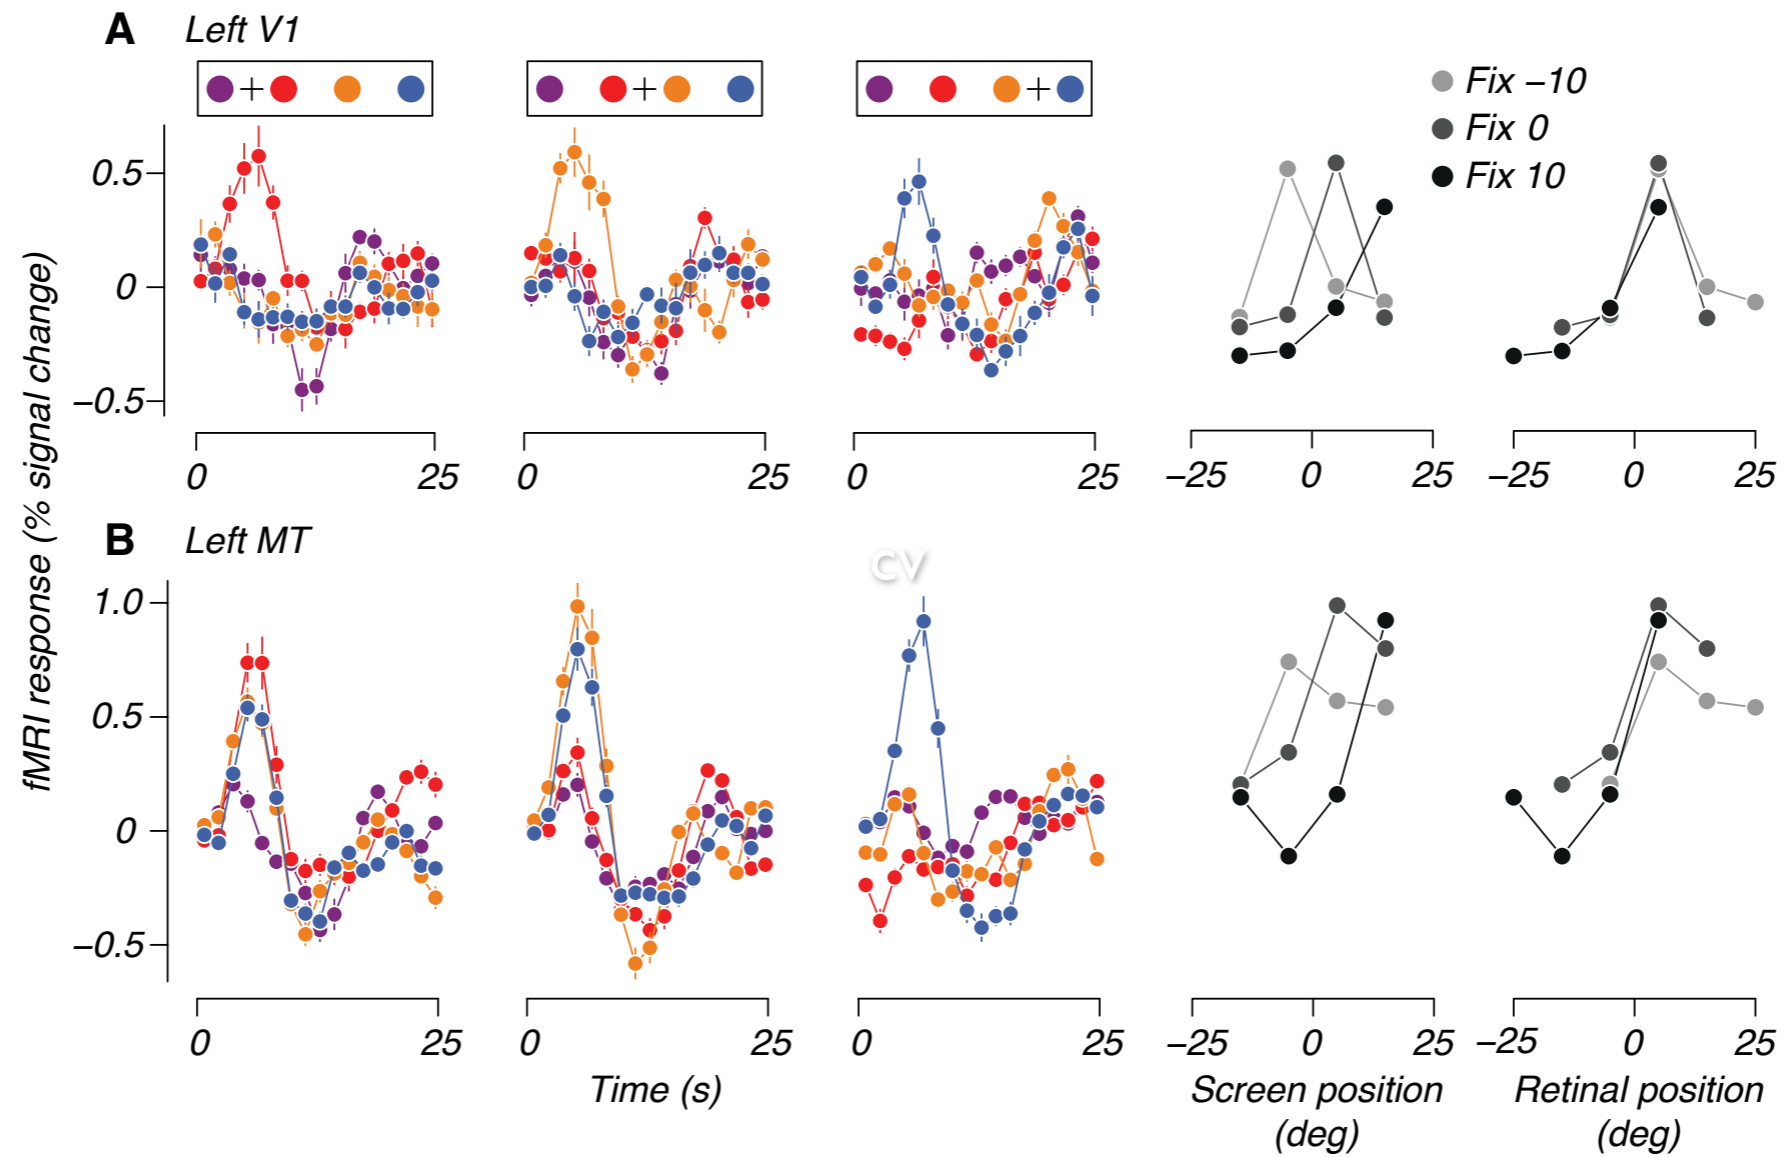 A Left V1
Fix −10
Fix 0
Fix 10
0.5
0
−0.5
0 25 0 25 0 25 −25 0 25 −25 0 25
fMRI response (% signal change)
B Left MT
CV
1.0
0.5
0
−0.5
0 25 0 25 0 25 −25 0 25 −25 0 25
Time (s) Screen position Retinal position
(deg) (deg)